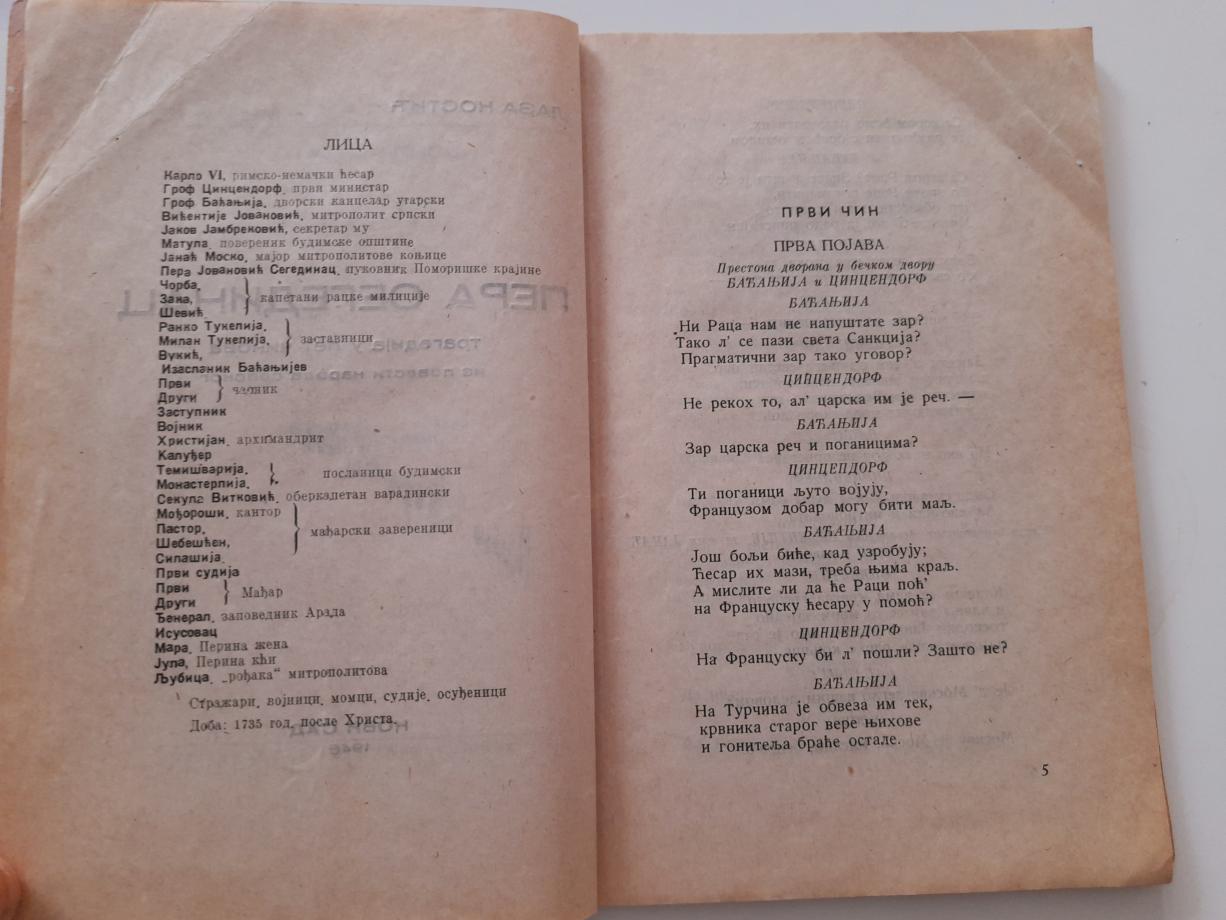 ЛИЦА
Карло VI, римско-немачки ћесар
Гроф Цинцендорф, први министар
Гроф Баћањија, дворски канцелар угарски
Вићентије Јовановић, митрополит српски
Јаков Јамбрековић, секретар му
Матула, повереник будимске општине
Јанаћ Моско, мајор митрополитове коњице
Пера Јовановић Сегединац, пуковник Поморишке крајине
Чорба,
Зана, } капетани рацке милиције
Шевић
Ранко Тукелија,
Милан Тукелија, } заставници
Вукић,
Изасланик Баћањијев
Први
Други } часник
Заступник
Војник
Христијан, архимандрит
Калуђер
Темишварија,
Монастерлија, } посланици будимски
Секула Витковић, оберкапетан варадински
Мођороши, кантор
Пастор, } мађарски завереници
Шебешћен,
Силашија
Први судија
Први
Други } Мађар
Ђенерал, заповедник Арада
Исусовац
Мара, Перина жена
Јула, Перина кћи
Љубица, „рођака“ митрополитова
Стражари, војници, момци, судије, осуђеници
Доба: 1735 год. после Христа.
ПРВИ ЧИН
ПРВА ПОЈАВА
Престона дворана у бечком двору
БАЋАЊИЈА и ЦИНЦЕНДОРФ
БАЋАЊИЈА
Ни Раца нам не напуштате зар?
Тако л' се пази света Санкција?
Прагматични зар тако уговор?
ЦИНЦЕНДОРФ
Не рекох то, ал' царска им је реч. —
БАЋАЊИЈА
Зар царска реч и поганицима?
ЦИНЦЕНДОРФ
Ти поганици љуто војују,
Французом добар могу бити маљ.
БАЋАЊИЈА
Још бољи биће, кад узробују;
Ћесар их мази, треба њима краљ.
А мислите ли да ће Раци поћ'
на Француску ћесару у помоћ?
ЦИНЦЕНДОРФ
На Француску би л' пошли? Зашто не?
БАЋАЊИЈА
На Турчина је обвеза им тек,
крвника старог вере њихове
и гонитеља браће остале.
5